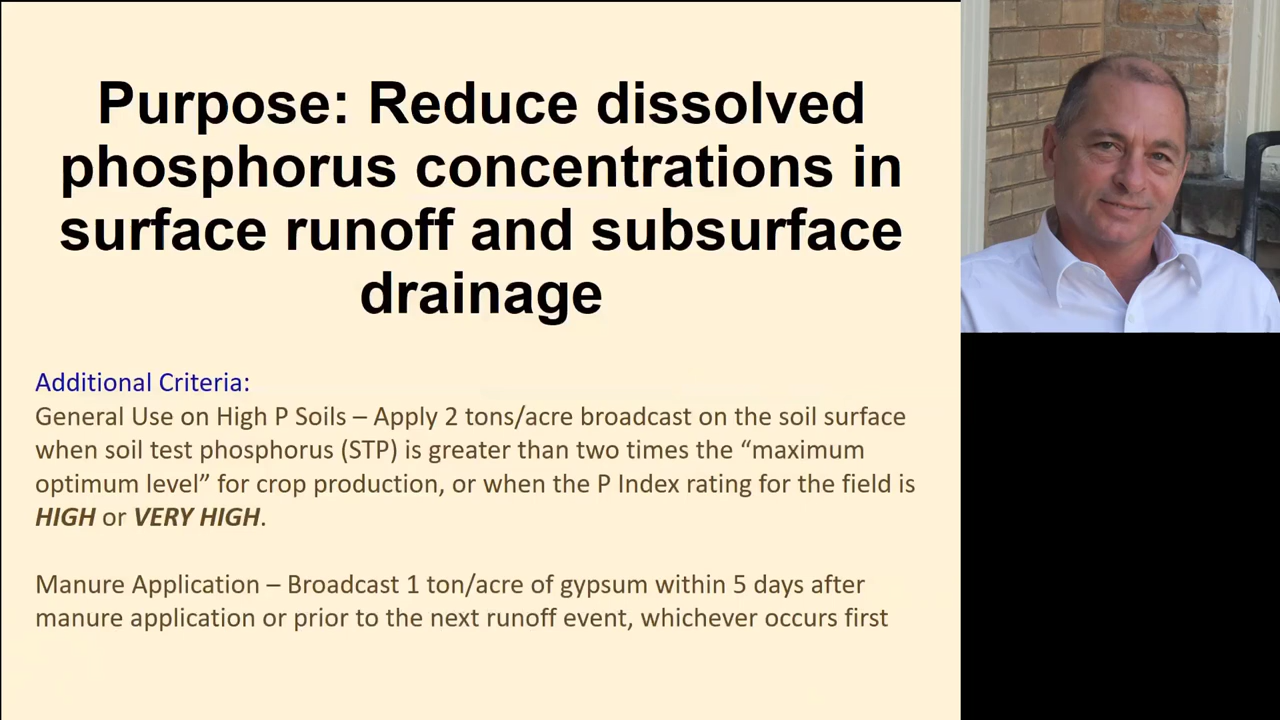 Purpose: Reduce dissolved
phosphorus concentrations in
surface runoff and subsurface
drainage
Additional Criteria:
General Use on High P Soils – Apply 2 tons/acre broadcast on the soil surface
when soil test phosphorus (STP) is greater than two times the “maximum
optimum level” for crop production, or when the P Index rating for the field is
HIGH or VERY HIGH.
Manure Application – Broadcast 1 ton/acre of gypsum within 5 days after
manure application or prior to the next runoff event, whichever occurs first